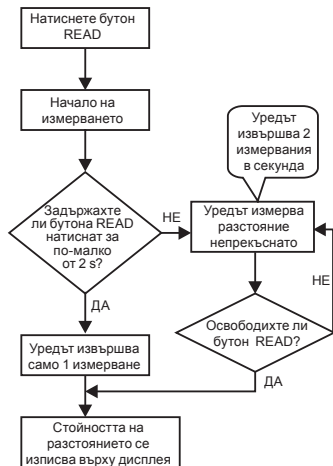 Натиснете бутон
READ
Начало на
измерването
Задържахте
ли бутона READ
натиснат за
по-малко
от 2 s?
НЕ
ДА
Уредът
извършва 2
измервания
в секунда
Уредът измерва
разстояние
непрекъснато
НЕ
Освободихте ли
бутон READ?
ДА
Уредът извършва
само 1 измерване
Стойността на
разстоянието се
изписва върху дисплея